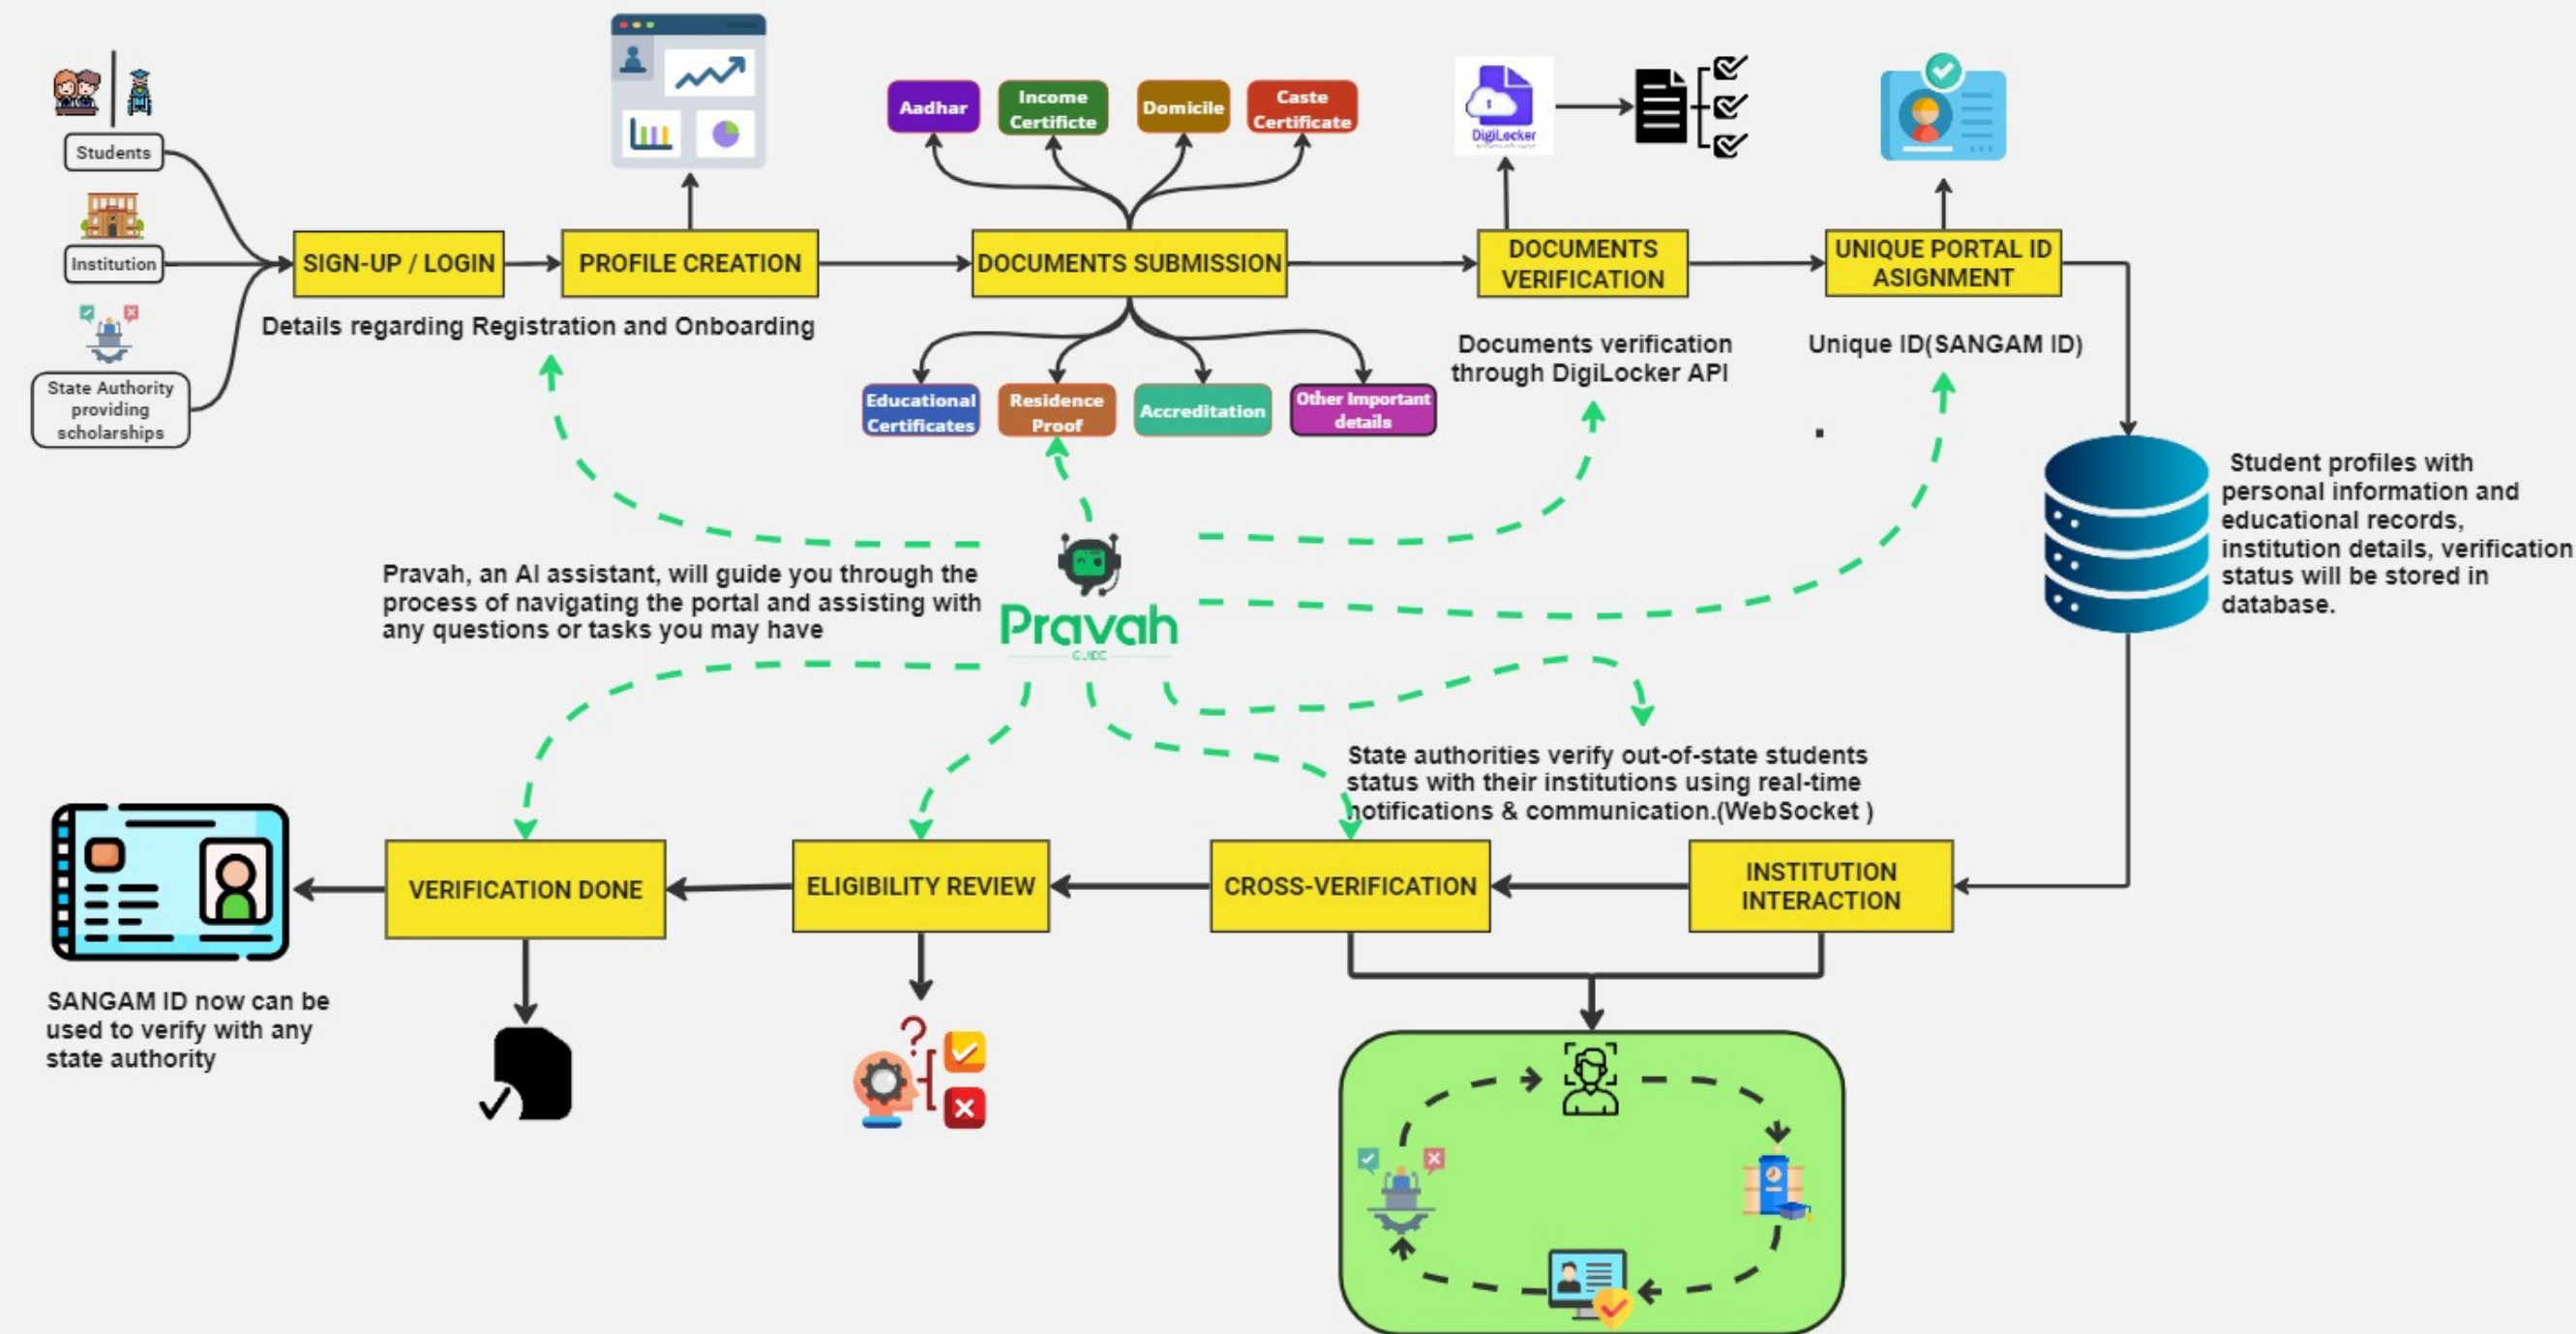 Students
Institution
State Authority
providing
scholarships
SIGN-UP / LOGIN
PROFILE CREATION
Details regarding Registration and Onboarding
Aadhar
Income
Certificte
Domicile
Caste
Certificate
DOCUMENTS SUBMISSION
Educational
Certificates
Residence
Proof
Accreditation
Other Important
details
DigiLocker
DOCUMENTS
VERIFICATION
Documents verification
through DigiLocker API
UNIQUE PORTAL ID
ASIGNMENT
Unique ID(SANGAM ID)
Student profiles with
personal information and
educational records,
institution details, verification
status will be stored in
database.
Pravah, an AI assistant, will guide you through the
process of navigating the portal and assisting with
any questions or tasks you may have
Pravah
GUIDE
State authorities verify out-of-state students
status with their institutions using real-time
notifications & communication.(WebSocket )
INSTITUTION
INTERACTION
CROSS-VERIFICATION
ELIGIBILITY REVIEW
VERIFICATION DONE
SANGAM ID now can be
used to verify with any
state authority